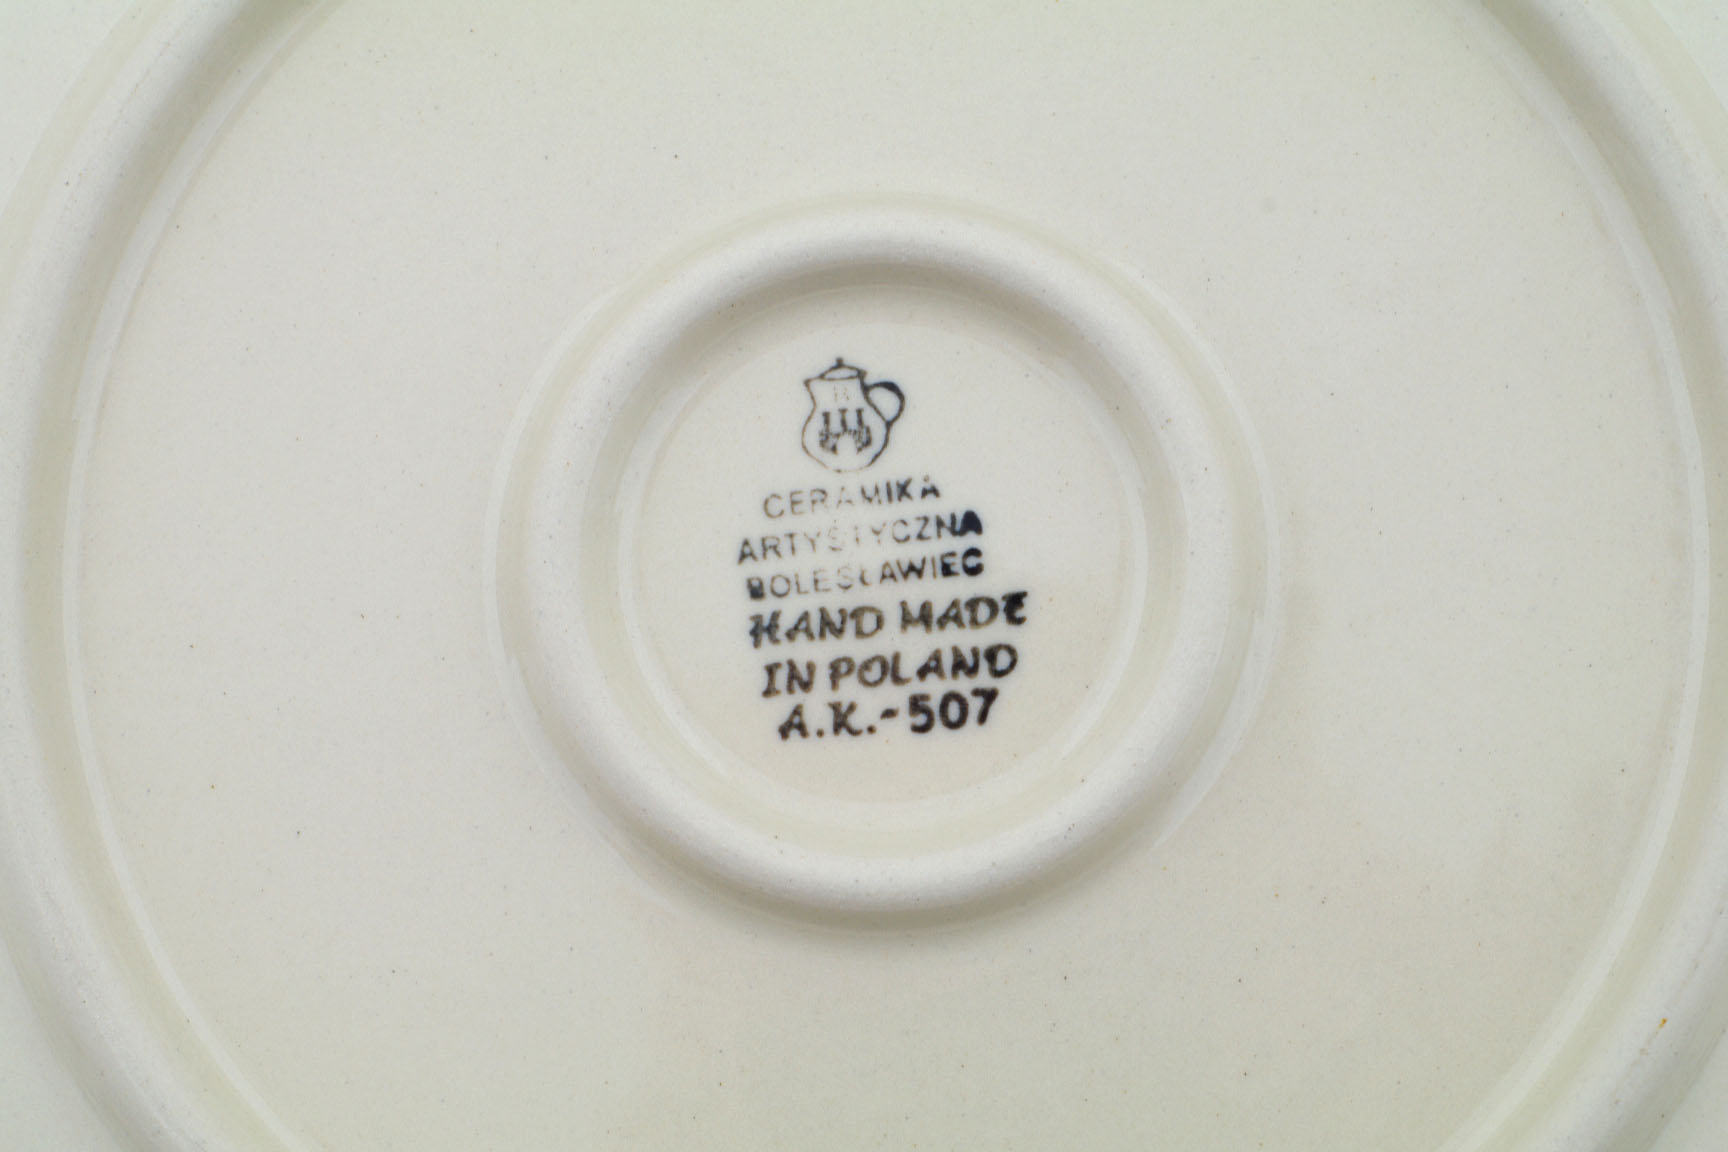 CERAMIKA
ARTYSTYCZNA
BOLESŁAWIEC
HAND MADE
IN POLAND
A.K.-507